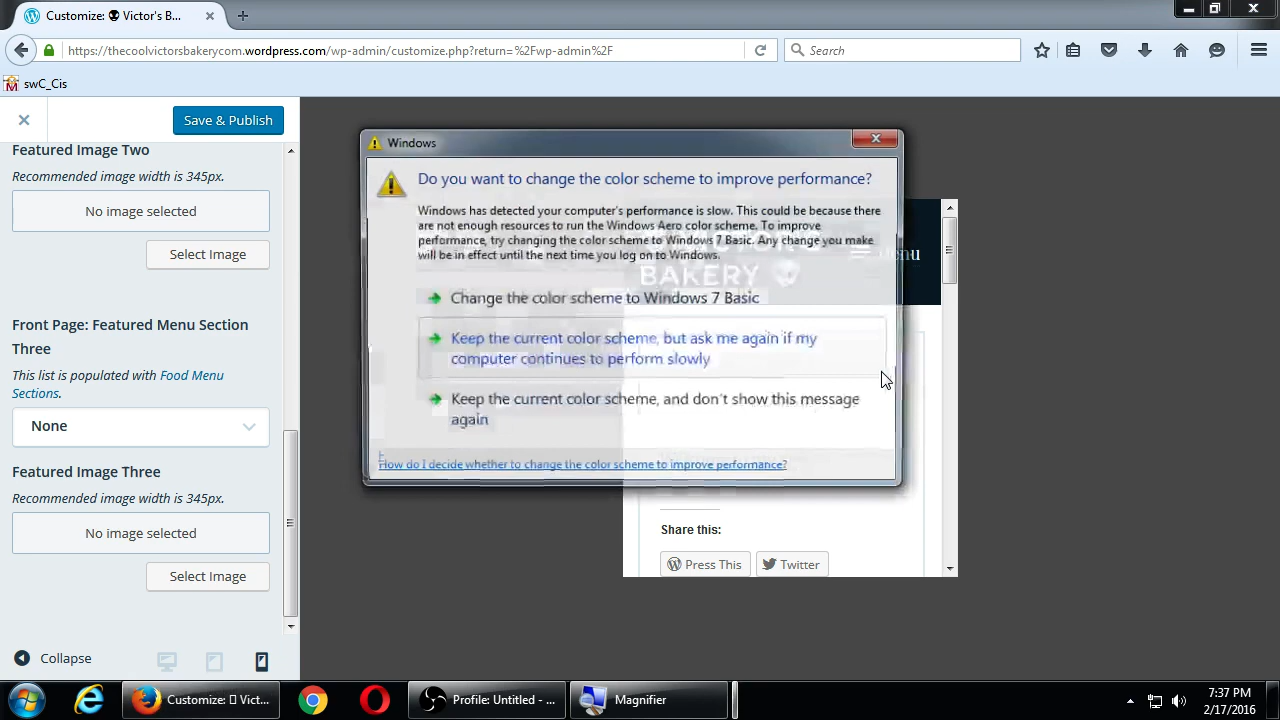 Customize: 💀 Victor's B...
https://thecoolvictorsbakerycom.wordpress.com/wp-admin/customize.php?return=%2Fwp-admin%2F
Search
swC_Cis
Save & Publish
Featured Image Two
Recommended image width is 345px.
No image selected
Select Image
Front Page: Featured Menu Section
Three
This list is populated with Food Menu
Sections.
None
Featured Image Three
Recommended image width is 345px.
No image selected
Select Image
Collapse
Windows
Do you want to change the color scheme to improve performance?
Windows has detected your computer's performance is slow. This could be because there
are not enough resources to run the Windows Aero color scheme. To improve
performance, try changing the color scheme to Windows 7 Basic. Any change you make
will be in effect until the next time you log on to Windows.
Change the color scheme to Windows 7 Basic
Keep the current color scheme, but ask me again if my
computer continues to perform slowly
Keep the current color scheme, and don't show this message
again
How do I decide whether to change the color scheme to improve performance?
BAKERY
Menu
Share this:
Press This
Twitter
Customize: Vict...
Profile: Untitled - ...
Magnifier
7:37 PM
2/17/2016